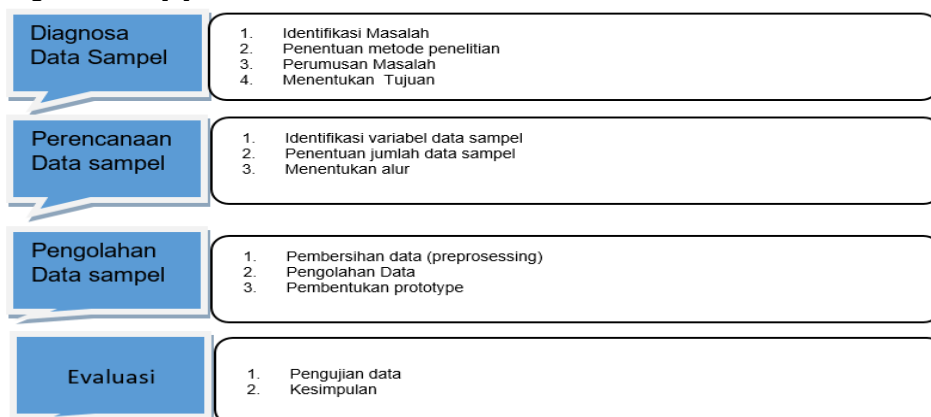 Diagnosa
Data Sampel
1. Identifikasi Masalah
2. Penentuan metode penelitian
3. Perumusan Masalah
4. Menentukan Tujuan
Perencanaan
Data sampel
1. Identifikasi variabel data sampel
2. Penentuan jumlah data sampel
3. Menentukan alur
Pengolahan
Data sampel
1. Pembersihan data (preprosessing)
2. Pengolahan Data
3. Pembentukan prototype
Evaluasi
1. Pengujian data
2. Kesimpulan